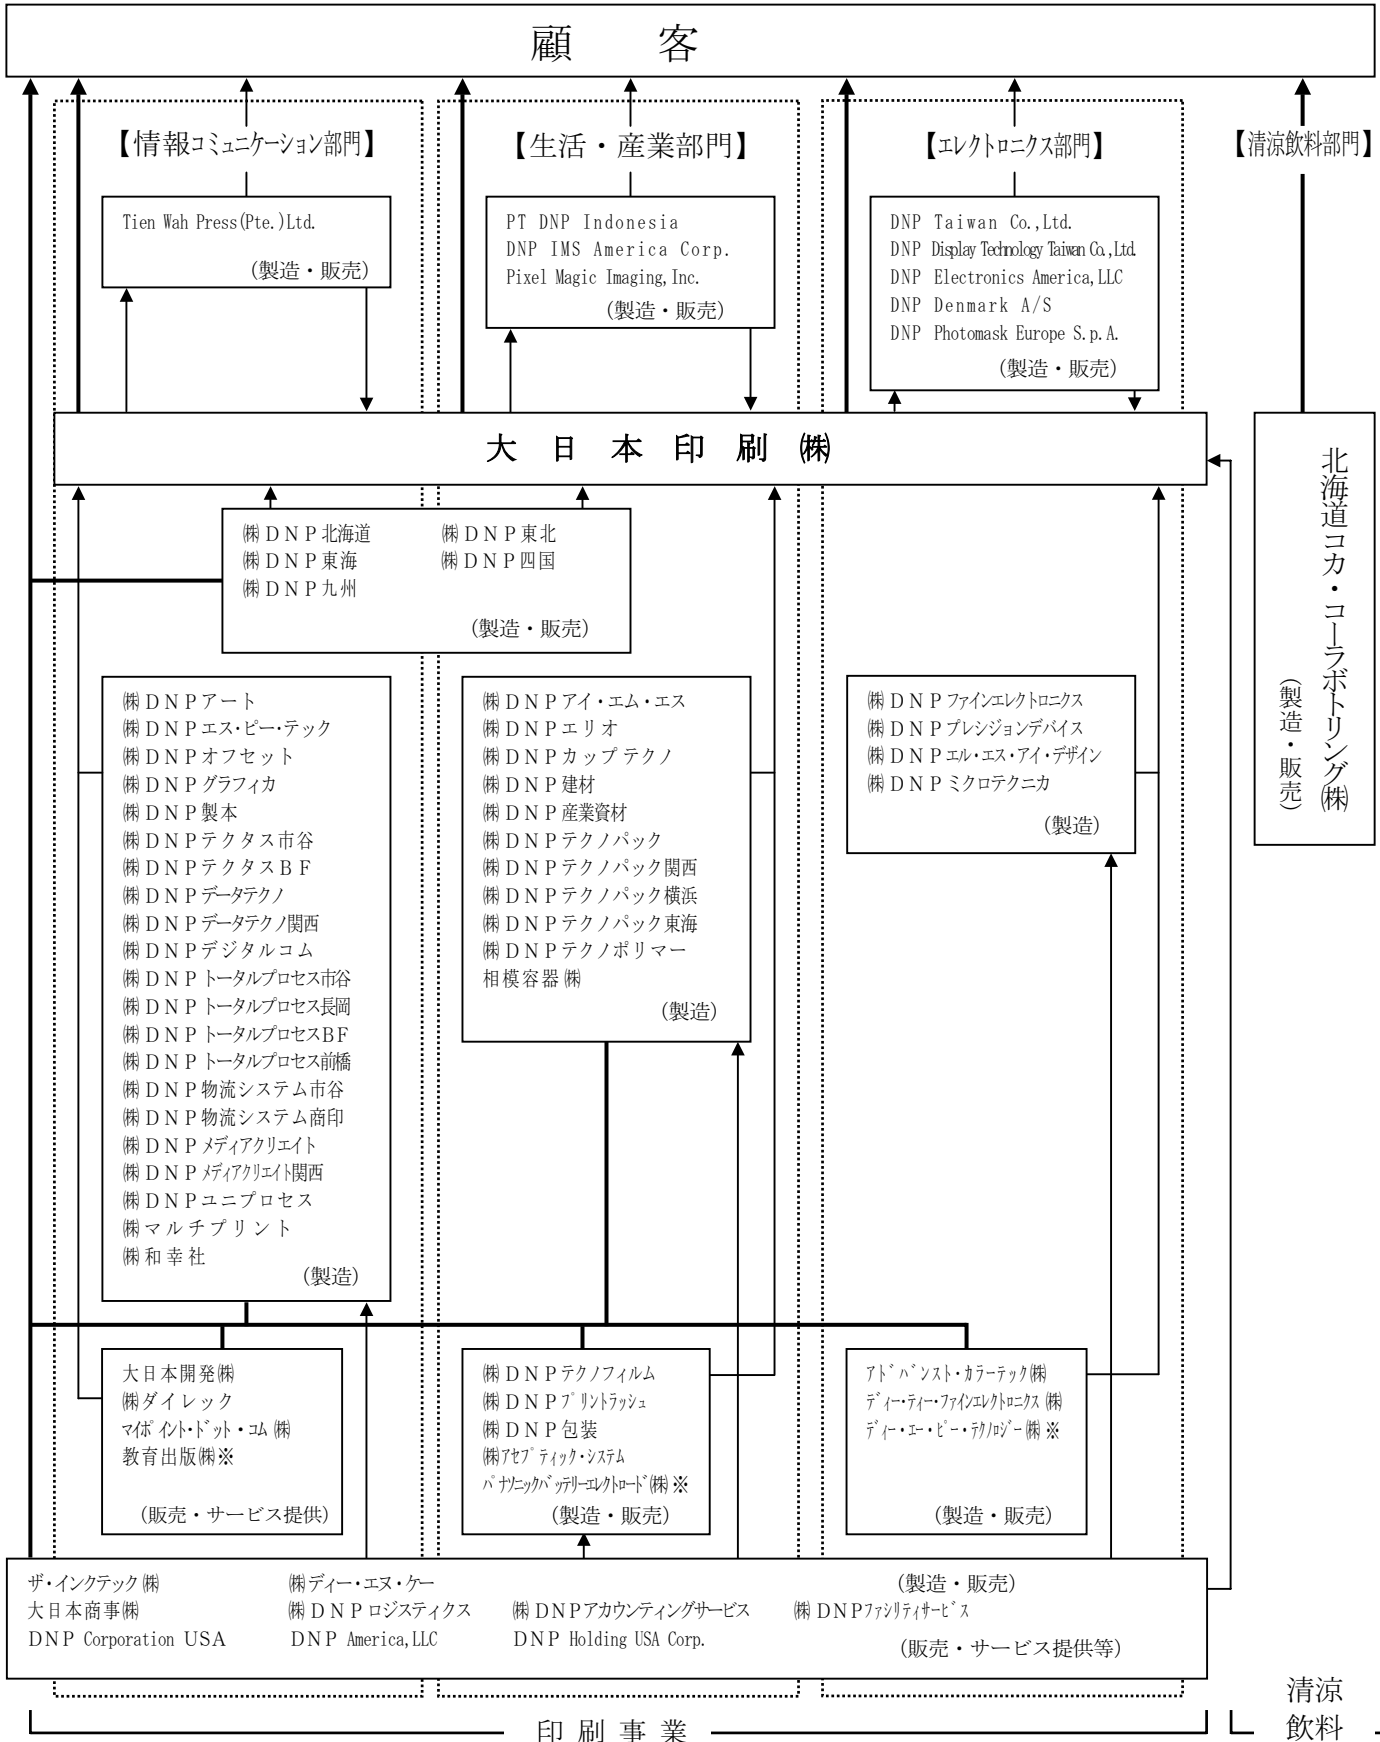 顧 客
【情報コミュニケーション部門】
【生活・産業部門】
【エレクトロニクス部門】
【清涼飲料部門】
Tien Wah Press(Pte.)Ltd.
(製造・販売)
PT DNP Indonesia
DNP IMS America Corp.
Pixel Magic Imaging,Inc.
(製造・販売)
DNP Taiwan Co.,Ltd.
DNP Display Technology Taiwan Co.,Ltd.
DNP Electronics America,LLC
DNP Denmark A/S
DNP Photomask Europe S.p.A.
(製造・販売)
大 日 本 印 刷 ㈱
北海道コカ・コーラボトリング㈱
(製造・販売)
㈱ＤＮＰ北海道 ㈱ＤＮＰ東北
㈱ＤＮＰ東海 ㈱ＤＮＰ四国
㈱ＤＮＰ九州
(製造・販売)
㈱ＤＮＰアート
㈱ＤＮＰエス・ピー・テック
㈱ＤＮＰオフセット
㈱ＤＮＰグラフィカ
㈱ＤＮＰ製本
㈱ＤＮＰテクタス市谷
㈱ＤＮＰテクタスＢＦ
㈱ＤＮＰデータテクノ
㈱ＤＮＰデータテクノ関西
㈱ＤＮＰデジタルコム
㈱ＤＮＰトータルプロセス市谷
㈱ＤＮＰトータルプロセス長岡
㈱ＤＮＰトータルプロセスＢＦ
㈱ＤＮＰトータルプロセス前橋
㈱ＤＮＰ物流システム市谷
㈱ＤＮＰ物流システム商印
㈱ＤＮＰメディアクリエイト
㈱ＤＮＰメディアクリエイト関西
㈱ＤＮＰユニプロセス
㈱マルチプリント
㈱和幸社
(製造)
㈱ＤＮＰアイ・エム・エス
㈱ＤＮＰエリオ
㈱ＤＮＰカップテクノ
㈱ＤＮＰ建材
㈱ＤＮＰ産業資材
㈱ＤＮＰテクノパック
㈱ＤＮＰテクノパック関西
㈱ＤＮＰテクノパック横浜
㈱ＤＮＰテクノパック東海
㈱ＤＮＰテクノポリマー
相模容器㈱
(製造)
㈱ＤＮＰファインエレクトロニクス
㈱ＤＮＰプレシジョンデバイス
㈱ＤＮＰエル・エス・アイ・デザイン
㈱ＤＮＰミクロテクニカ
(製造)
大日本開発㈱
㈱ダイレック
マイポイント・ドット・コム㈱
教育出版㈱※
(販売・サービス提供)
㈱ＤＮＰテクノフィルム
㈱ＤＮＰプリントラッシュ
㈱ＤＮＰ包装
㈱アセプティック・システム
パナソニックバッテリーエレクトロード㈱※
(製造・販売)
アドバンスト・カラーテック㈱
ディー・ティー・ファインエレクトロニクス㈱
ディー・エー・ピー・テクノロジー㈱※
(製造・販売)
ザ・インクテック㈱ ㈱ディー・エヌ・ケー (製造・販売)
大日本商事㈱ ㈱ＤＮＰロジスティクス ㈱ＤＮＰアカウンティングサービス ㈱ＤＮＰファシリティサービス
DNP Corporation USA DNP America,LLC DNP Holding USA Corp.
(販売・サービス提供等)
印 刷 事 業
清涼
飲料